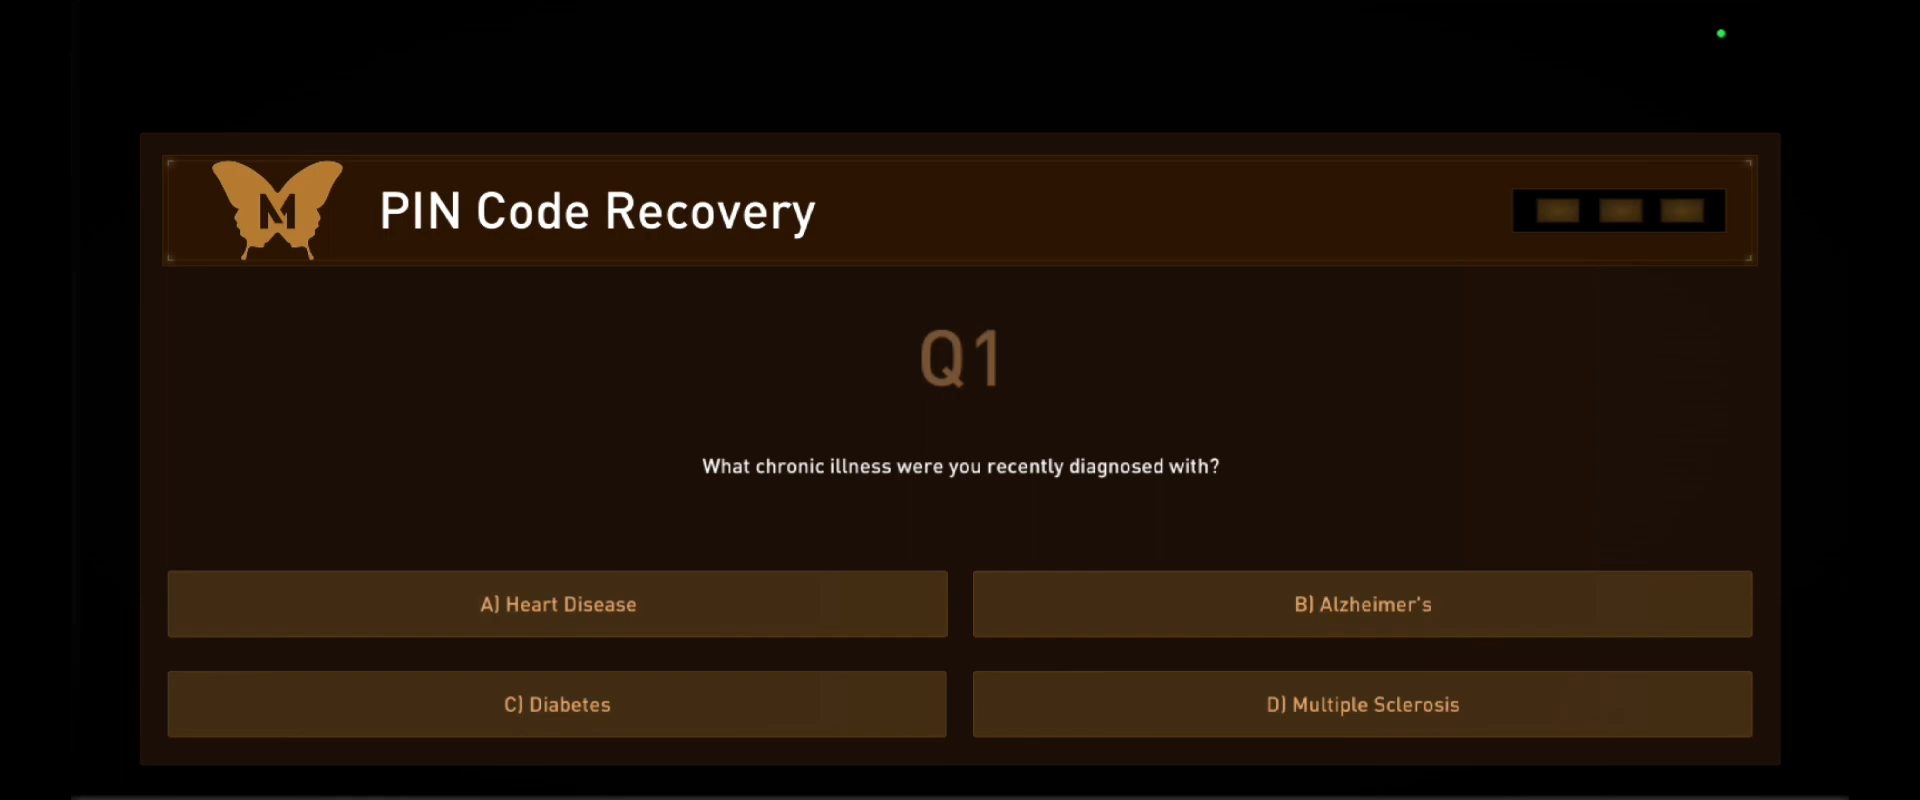 M
PIN Code Recovery
Q1
What chronic illness were you recently diagnosed with?
A) Heart Disease
B) Alzheimer's
C) Diabetes
D) Multiple Sclerosis